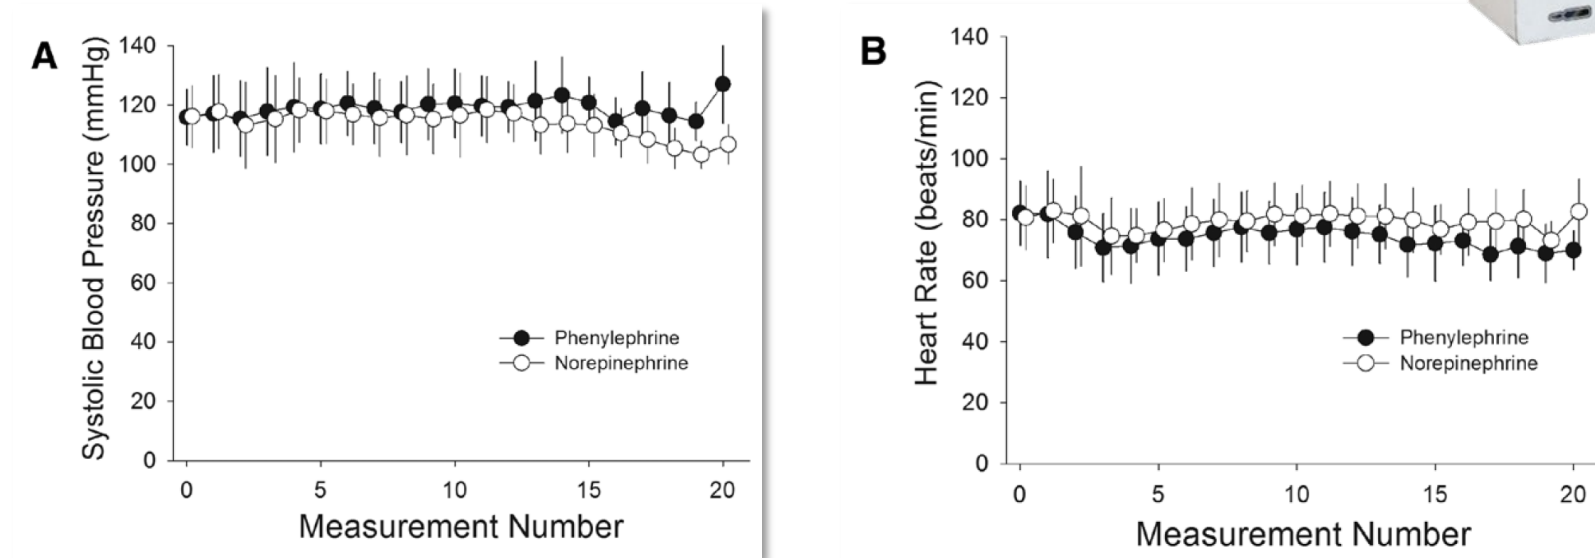 A
Systolic Blood Pressure (mmHg)
140
120
100
80
60
40
20
0
0 5 10 15 20
Measurement Number
Phenylephrine
Norepinephrine
B
Heart Rate (beats/min)
140
120
100
80
60
40
20
0
0 5 10 15 20
Measurement Number
Phenylephrine
Norepinephrine